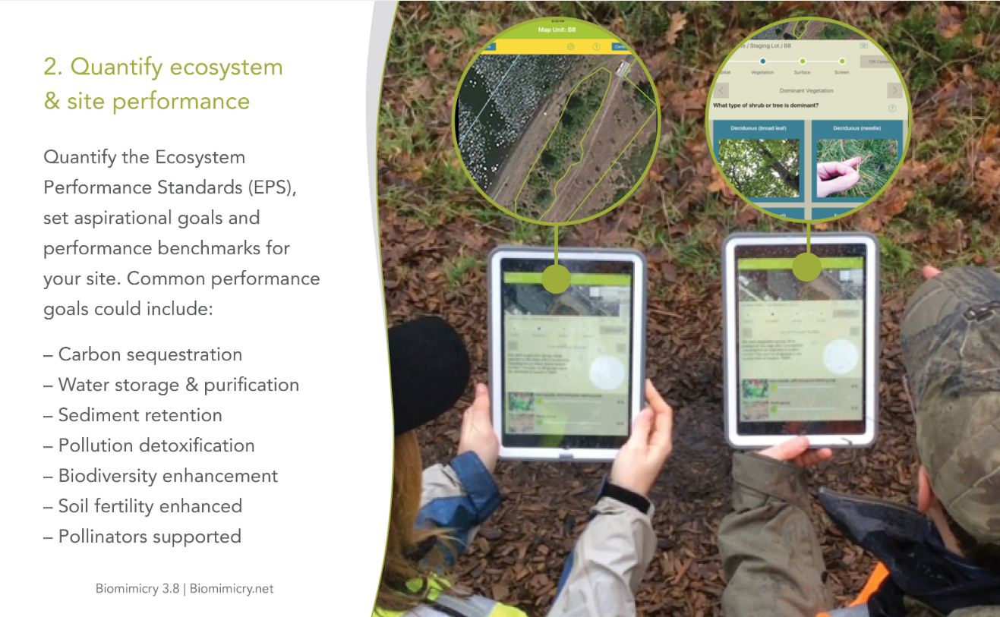 2. Quantify ecosystem
& site performance
Quantify the Ecosystem
Performance Standards (EPS),
set aspirational goals and
performance benchmarks for
your site. Common performance
goals could include:
– Carbon sequestration
– Water storage & purification
– Sediment retention
– Pollution detoxification
– Biodiversity enhancement
– Soil fertility enhanced
– Pollinators supported
Biomimicry 3.8 | Biomimicry.net
Map Unit: B8
/ Staging Lot / B8
Vegetation Surface Screen
Dominant Vegetation
What type of shrub or tree is dominant?
Deciduous (broad leaf) Deciduous (needle)